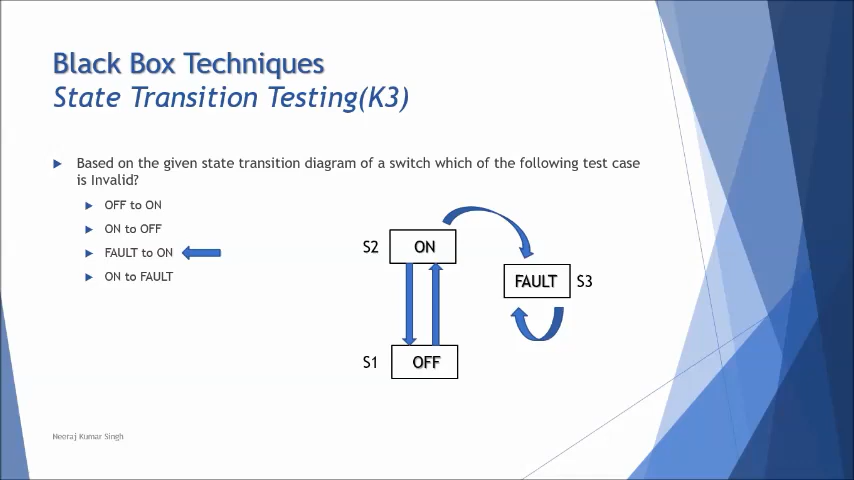 Black Box Techniques
State Transition Testing(K3)
Based on the given state transition diagram of a switch which of the following test case
is Invalid?
OFF to ON
ON to OFF
FAULT to ON
ON to FAULT
S2
ON
FAULT
S3
S1
OFF
Neeraj Kumar Singh